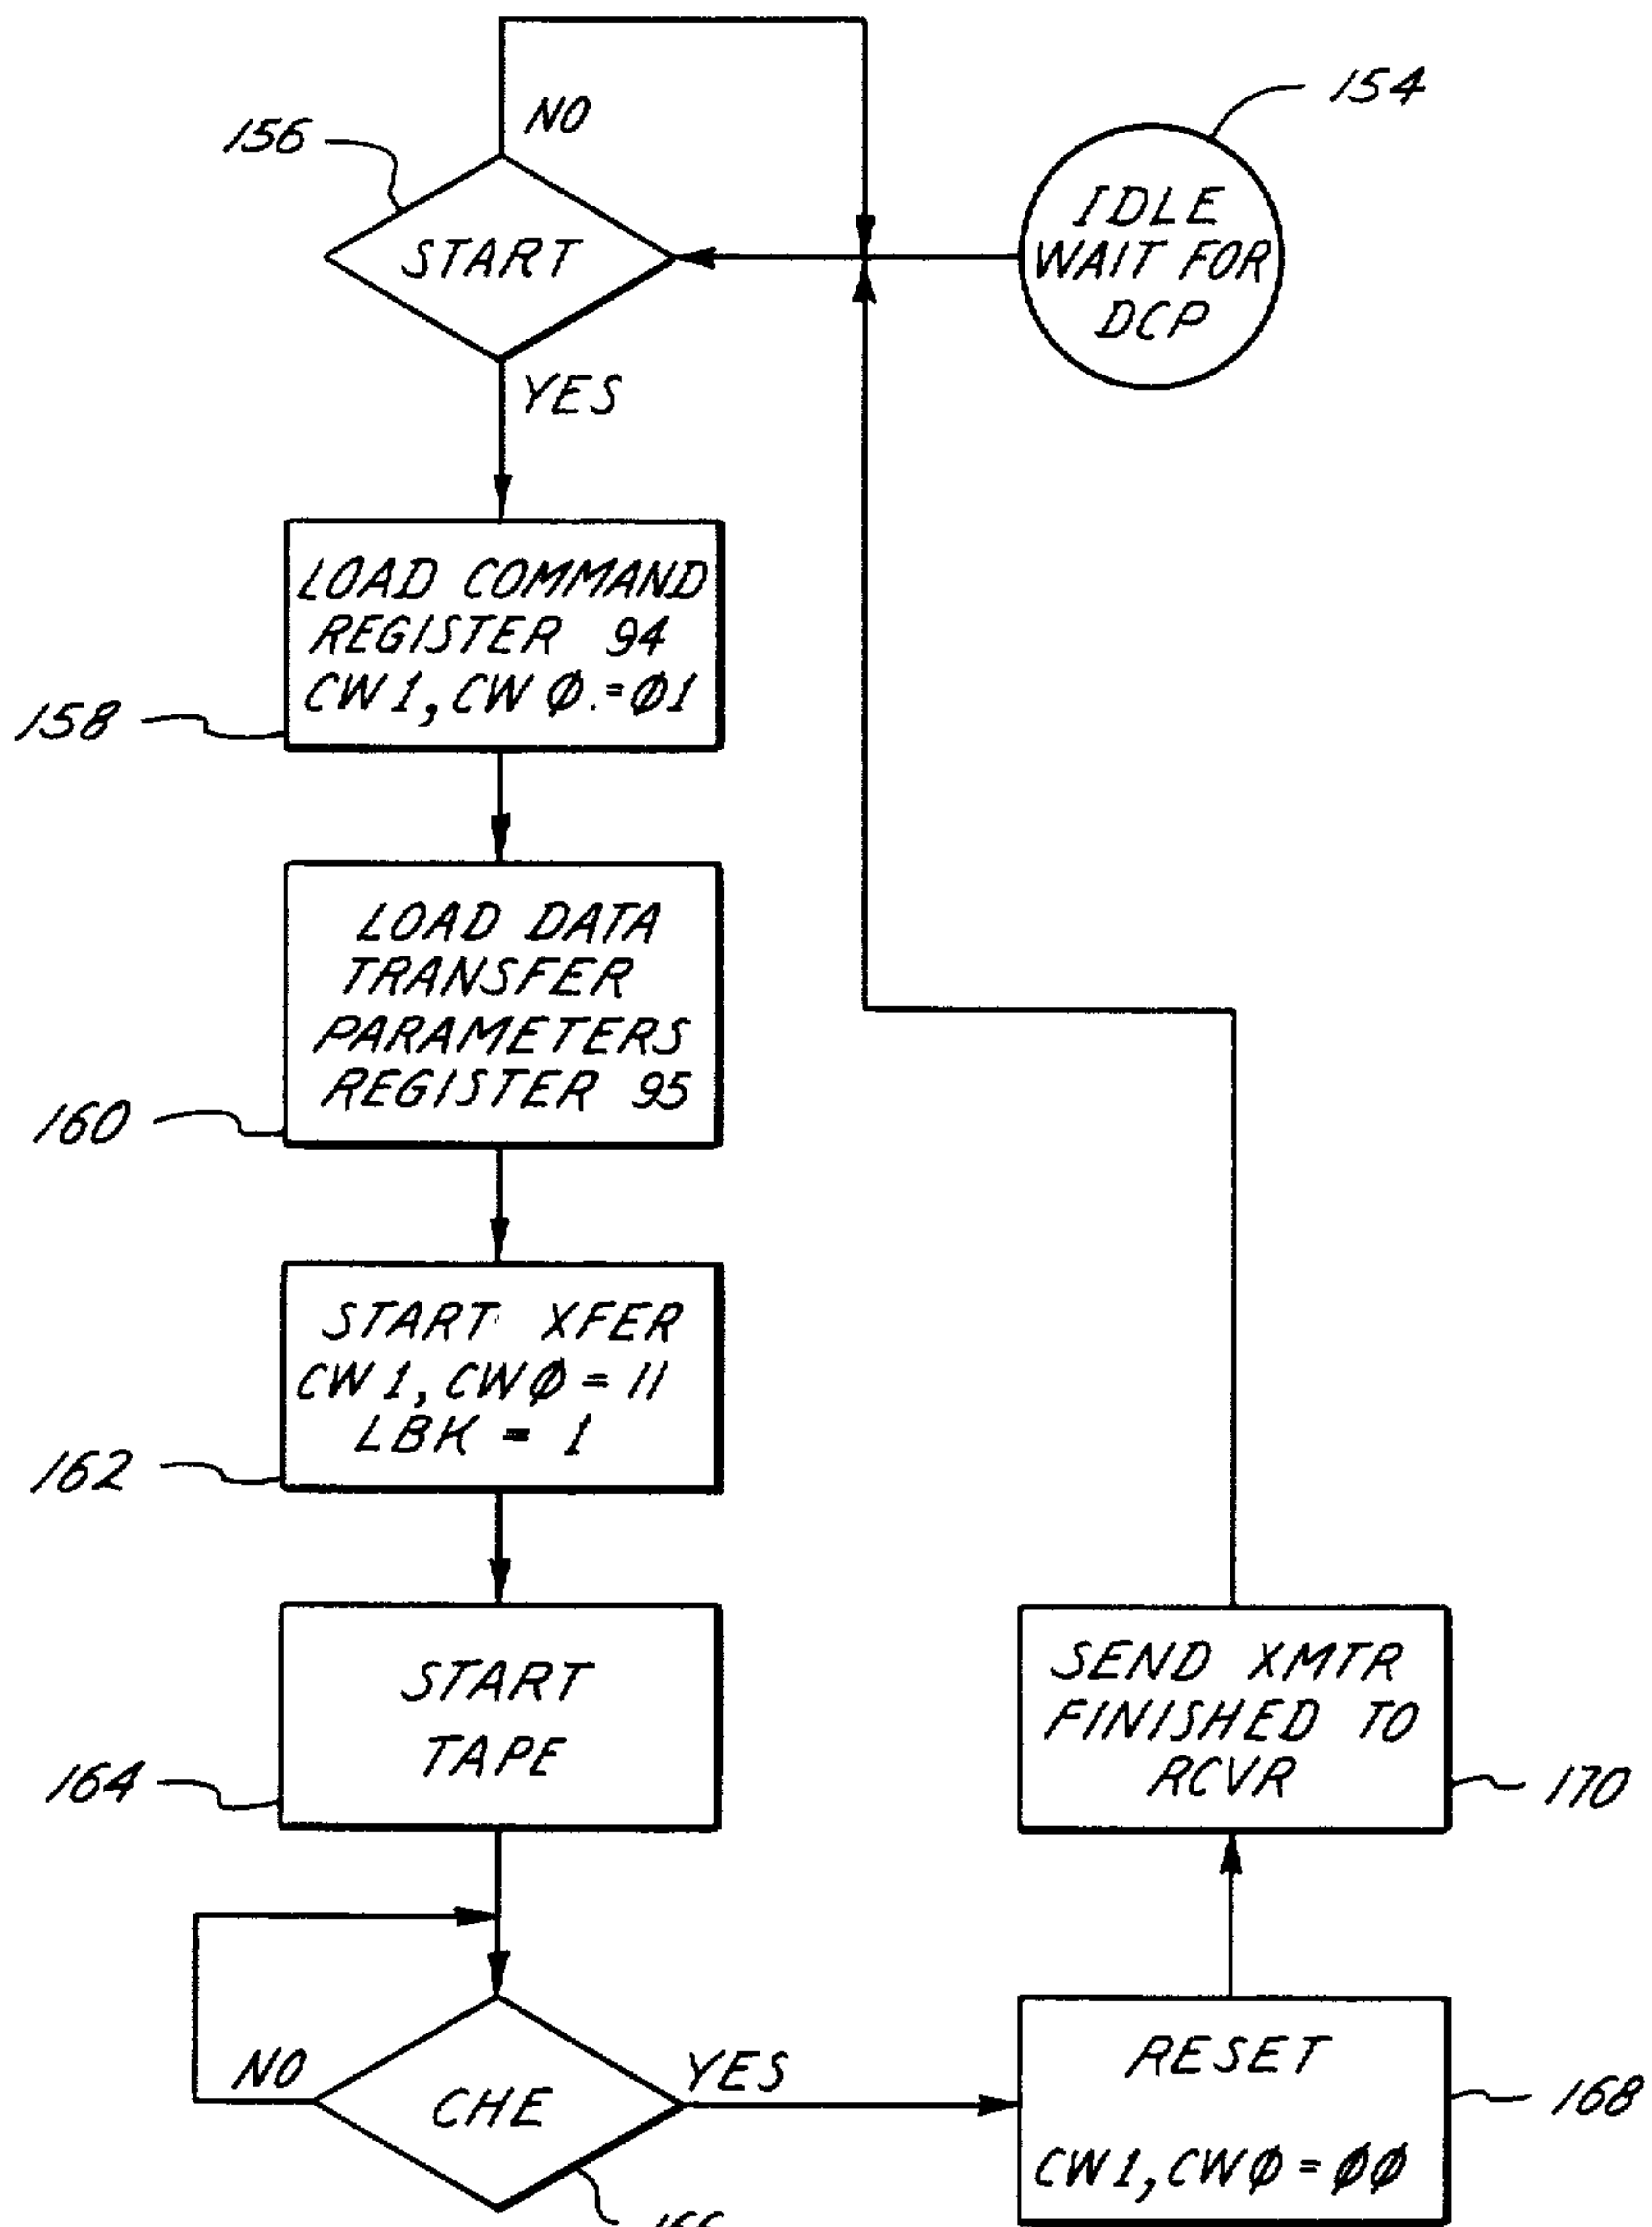 NO
154
156
START
IDLE
WAIT FOR
DCP
YES
LOAD COMMAND
REGISTER 94
CW1, CWØ.=Ø1
158
LOAD DATA
TRANSFER
PARAMETERS
REGISTER 95
160
START XFER
CW1, CWØ = 11
LBK = 1
162
START
TAPE
164
SEND XMTR
FINISHED TO
RCVR
170
NO
CHE
YES
RESET
CW1, CWØ = ØØ
168